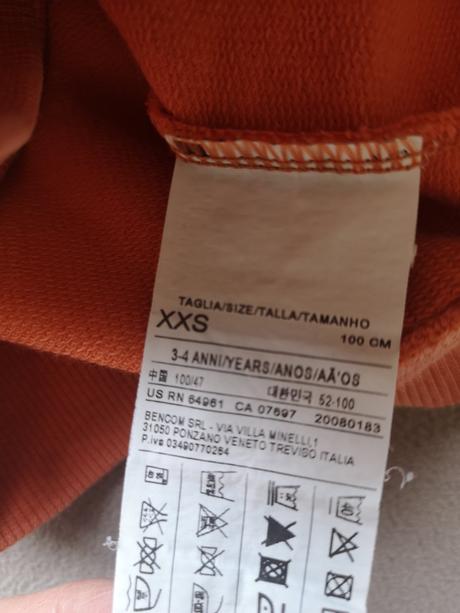 TAGLIA/SIZE/TALLA/TAMANHO
XXS 100 CM
3-4 ANNI/YEARS/ANOS/AÃ'OS
中国 100/47 대한민국 52-100
US RN 64961 CA 07697 20080183
BENCOM SRL - VIA VILLA MINELLI,1
31050 PONZANO VENETO TREVISO ITALIA
P.iva 03490770264